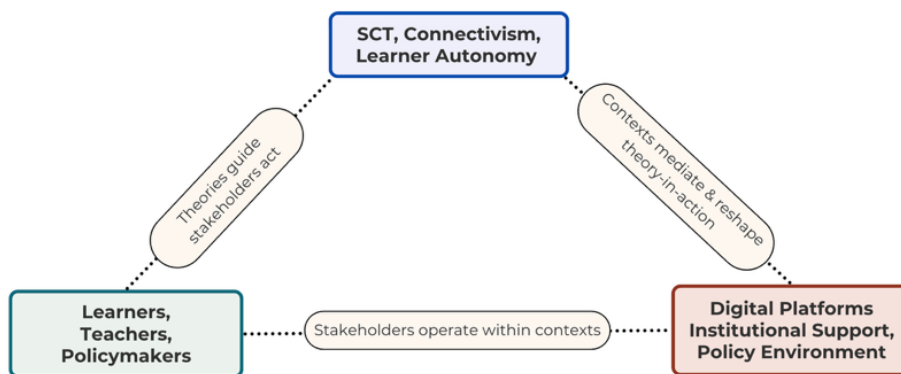 SCT, Connectivism,
Learner Autonomy
Theories guide
stakeholders act
Contexts mediate & reshape
theory-in-action
Learners,
Teachers,
Policymakers
Stakeholders operate within contexts
Digital Platforms
Institutional Support,
Policy Environment